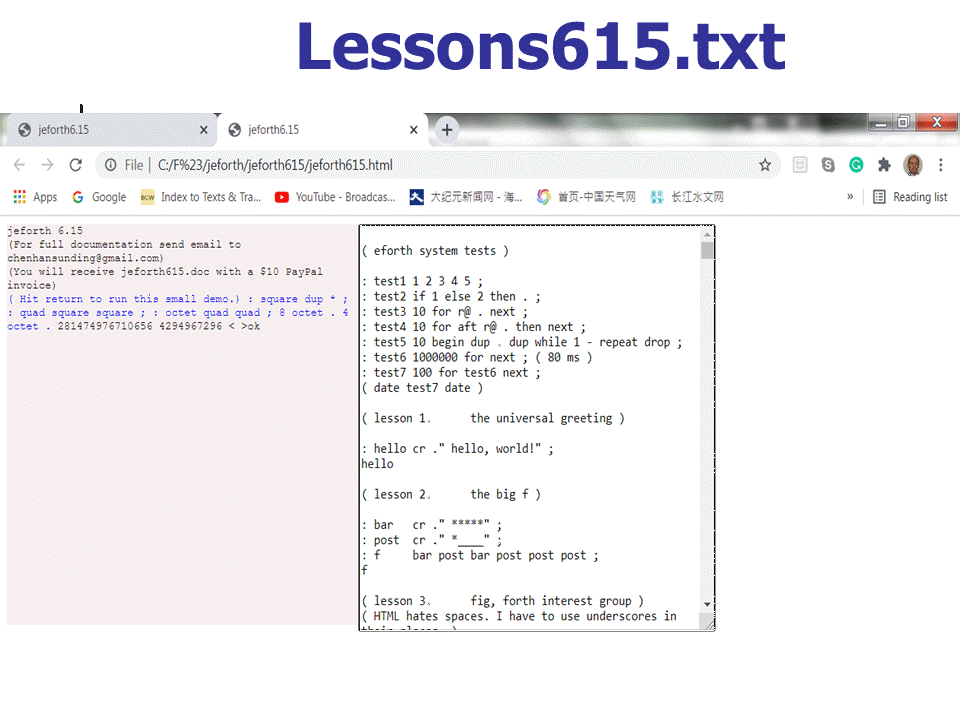 Lessons615.txt
jeforth6.15
jeforth6.15
File | C:/F%23/jeforth/jeforth615/jeforth615.html
Apps Google BCW Index to Texts & Tra... YouTube - Broadcas... 大纪元新闻网 - 海... 首页-中国天气网 长江水文网 » Reading list
jeforth 6.15
(For full documentation send email to
chenhansunding@gmail.com)
(You will receive jeforth615.doc with a $10 PayPal
invoice)
( Hit return to run this small demo.) : square dup * ;
: quad square square ; : octet quad quad ; 8 octet . 4
octet . 281474976710656 4294967296 < >ok
( eforth system tests )
: test1 1 2 3 4 5 ;
: test2 if 1 else 2 then . ;
: test3 10 for r@ . next ;
: test4 10 for aft r@ . then next ;
: test5 10 begin dup 。dup while 1 - repeat drop ;
: test6 1000000 for next ; ( 80 ms )
: test7 100 for test6 next ;
( date test7 date )
( lesson 1、 the universal greeting )
: hello cr ." hello, world!" ;
hello
( lesson 2、 the big f )
: bar cr ." *****" ;
: post cr ." *____" ;
: f bar post bar post post post ;
f
( lesson 3、 fig, forth interest group )
( HTML hates spaces. I have to use underscores in